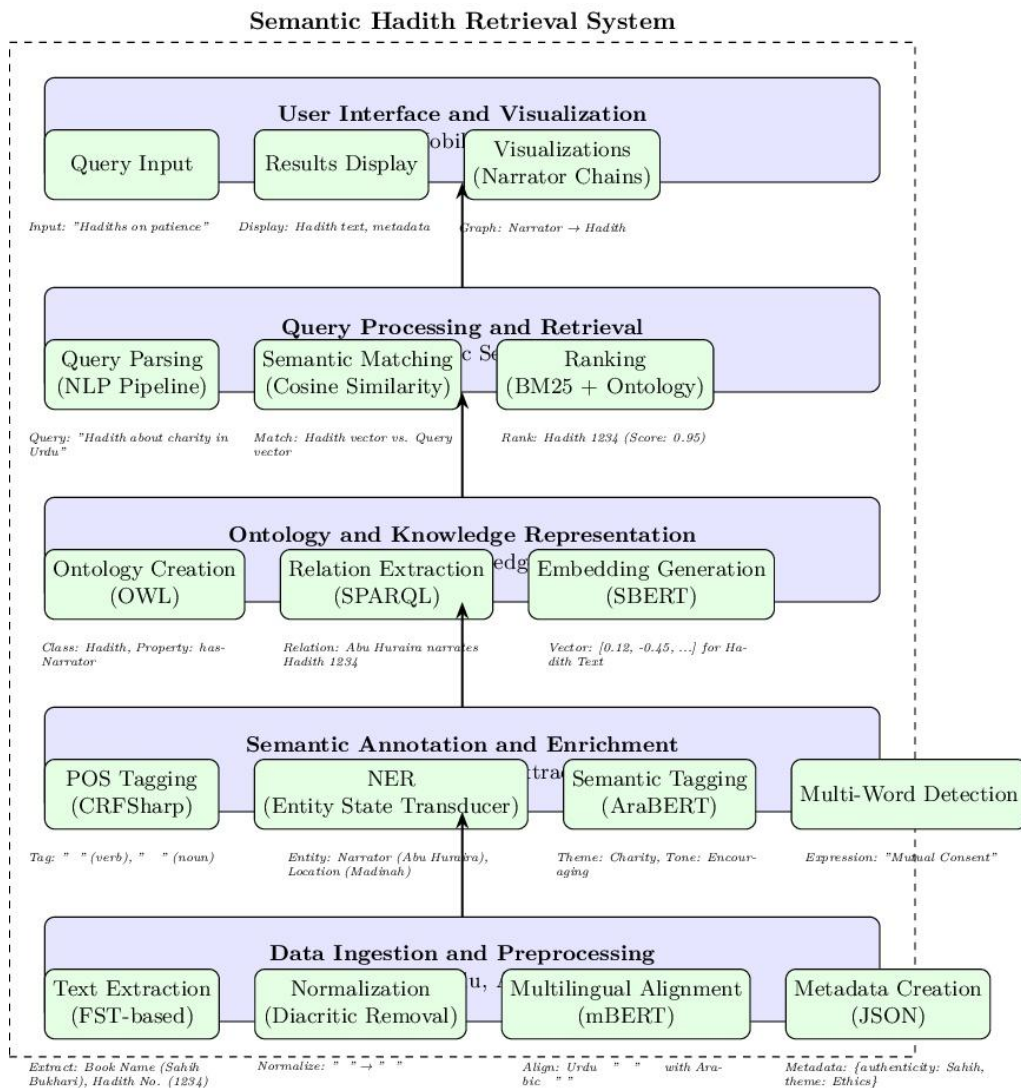 Semantic Hadith Retrieval System
User Interface and Visualization
Query Input
Results Display
Visualizations
(Narrator Chains)
Input: "Hadiths on patience"
Display: Hadith text, metadata
Graph: Narrator → Hadith
Query Processing and Retrieval
Query Parsing
(NLP Pipeline)
Semantic Matching
(Cosine Similarity)
Ranking
(BM25 + Ontology)
Query: "Hadith about charity in
Urdu"
Match: Hadith vector vs. Query
vector
Rank: Hadith 1234 (Score: 0.95)
Ontology and Knowledge Representation
Ontology Creation
(OWL)
Relation Extraction
(SPARQL)
Embedding Generation
(SBERT)
Class: Hadith, Property: has-
Narrator
Relation: Abu Huraira narrates
Hadith 1234
Vector: [0.12, -0.45, ...] for Ha-
dith Text
Semantic Annotation and Enrichment
POS Tagging
(CRFSharp)
NER
(Entity State Transducer)
Semantic Tagging
(AraBERT)
Multi-Word Detection
Tag: " " (verb), " " (noun)
Entity: Narrator (Abu Huraira),
Location (Madinah)
Theme: Charity, Tone: Encour-
aging
Expression: "Mutual Consent"
Data Ingestion and Preprocessing
Text Extraction
(FST-based)
Normalization
(Diacritic Removal)
Multilingual Alignment
(mBERT)
Metadata Creation
(JSON)
Extract: Book Name (Sahih
Bukhari), Hadith No. (1234)
Normalize: " " → " "
Align: Urdu " " with Ara-
bic " "
Metadata: {authenticity: Sahih,
theme: Ethics}